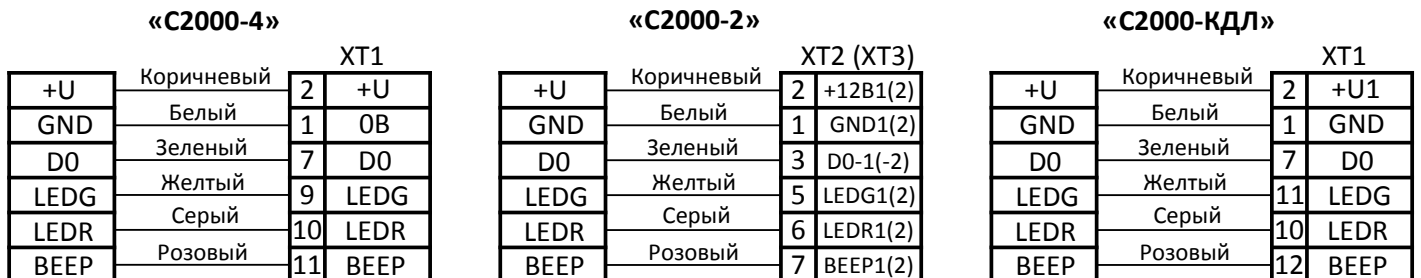 «С2000-4» «С2000-2» «С2000-КДЛ»
XT1 XT2 (XT3) XT1
+U Коричневый 2 +U +U Коричневый 2 +12В1(2) +U Коричневый 2 +U1
GND Белый 1 0В GND Белый 1 GND1(2) GND Белый 1 GND
D0 Зеленый 7 D0 D0 Зеленый 3 D0-1(-2) D0 Зеленый 7 D0
LEDG Желтый 9 LEDG LEDG Желтый 5 LEDG1(2) LEDG Желтый 11 LEDG
LEDR Серый 10 LEDR LEDR Серый 6 LEDR1(2) LEDR Серый 10 LEDR
BEEP Розовый 11 BEEP BEEP Розовый 7 BEEP1(2) BEEP Розовый 12 BEEP